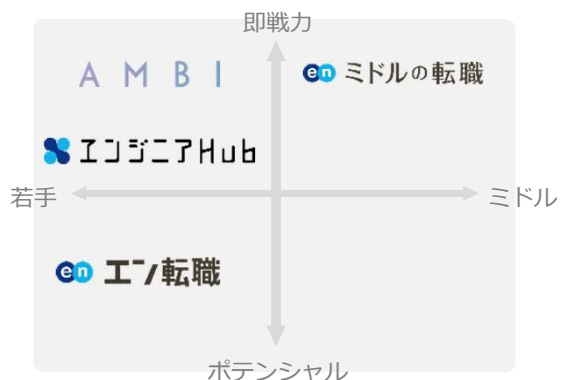 即戦力
AMBI
en ミドルの転職
エンジニアHub
若手
ミドル
en エン転職
ポテンシャル